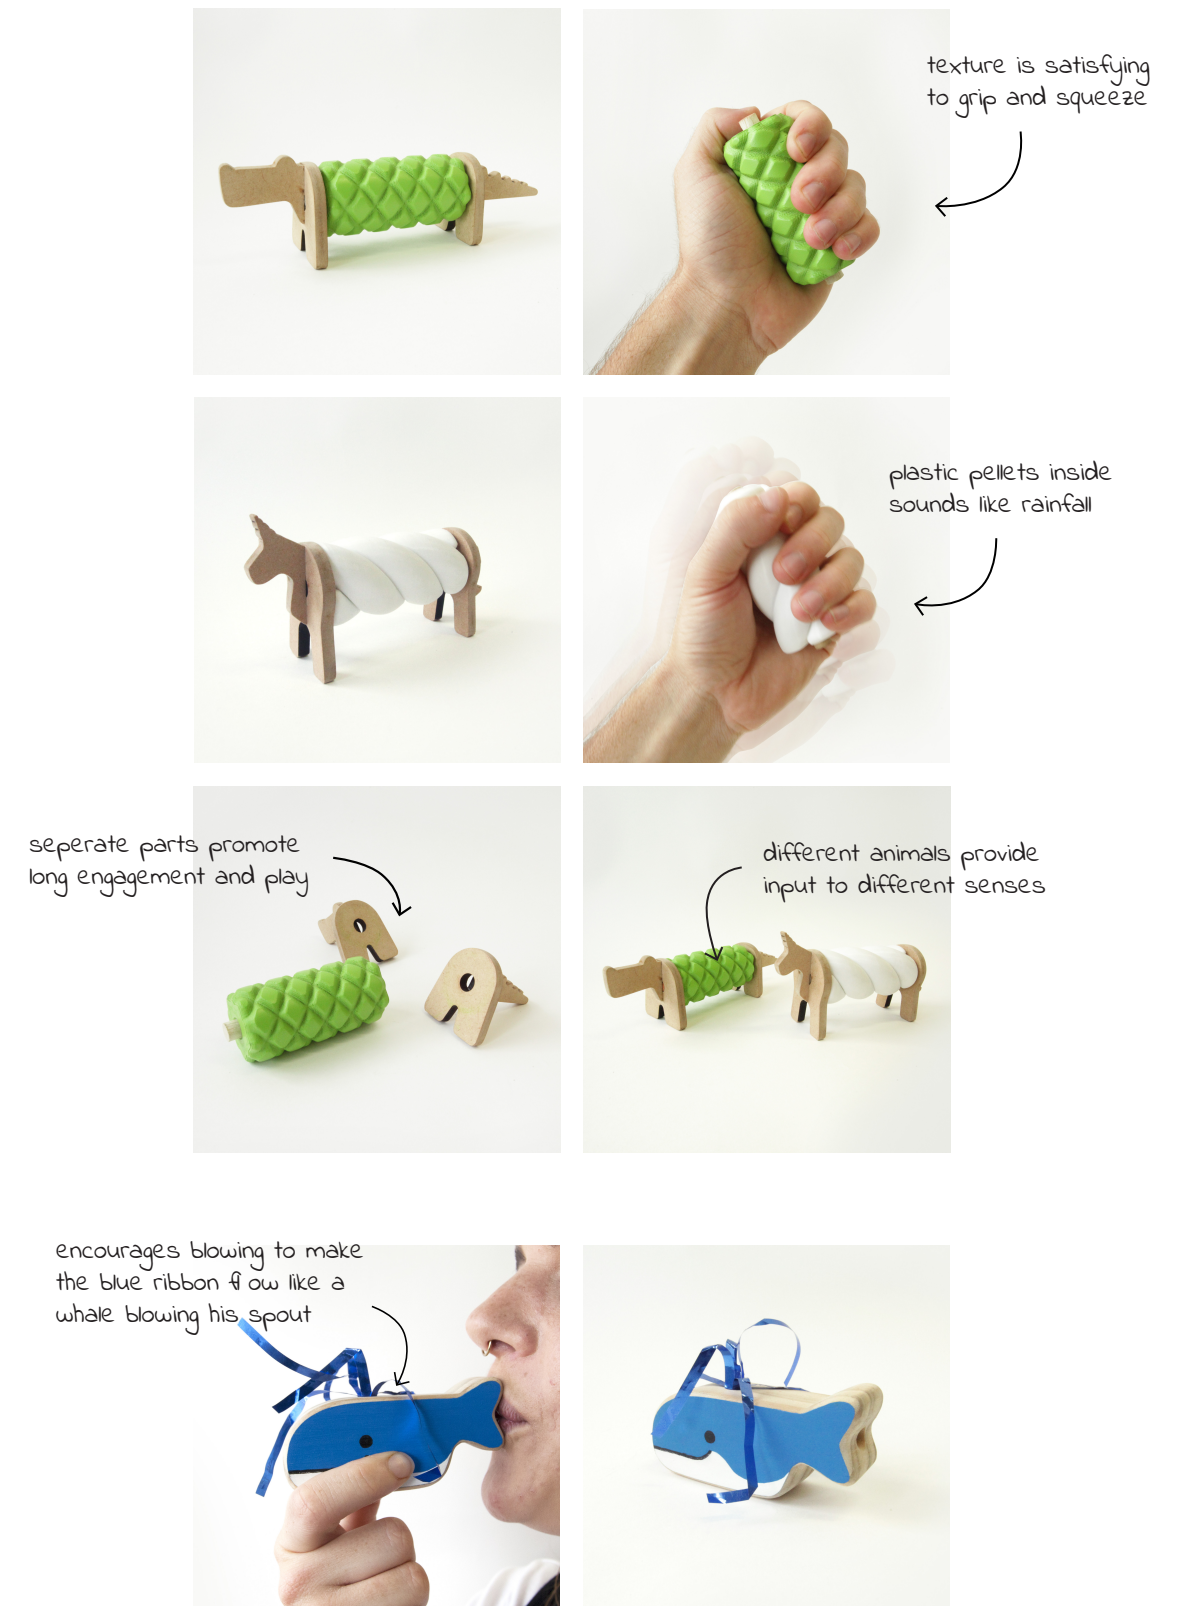 texture is satisfying
to grip and squeeze
plastic pellets inside
sounds like rainfall
seperate parts promote
long engagement and play
different animals provide
input to different senses
encourages blowing to make
the blue ribbon flow like a
whale blowing his spout